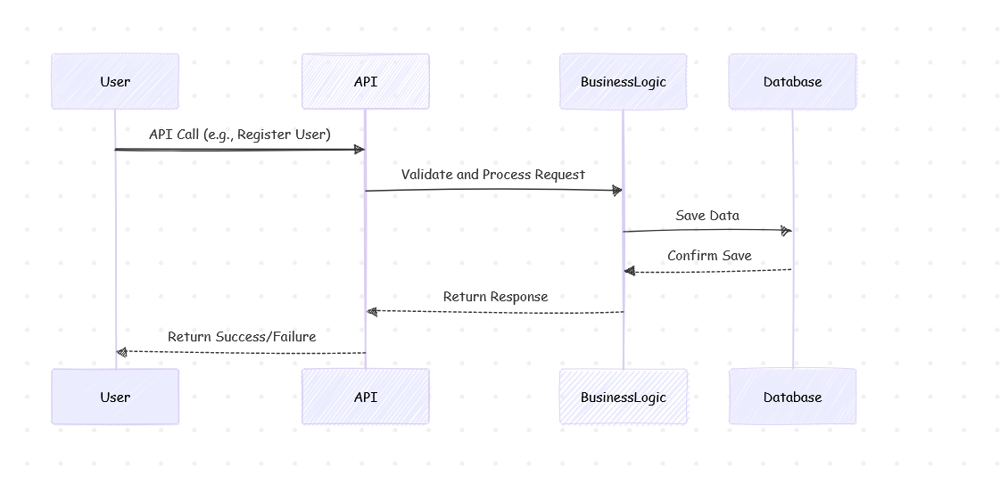 User
API
BusinessLogic
Database
API Call (e.g., Register User)
Validate and Process Request
Save Data
Confirm Save
Return Response
Return Success/Failure
User
API
BusinessLogic
Database